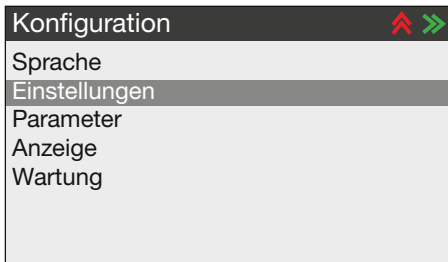 Konfiguration
Sprache
Einstellungen
Parameter
Anzeige
Wartung